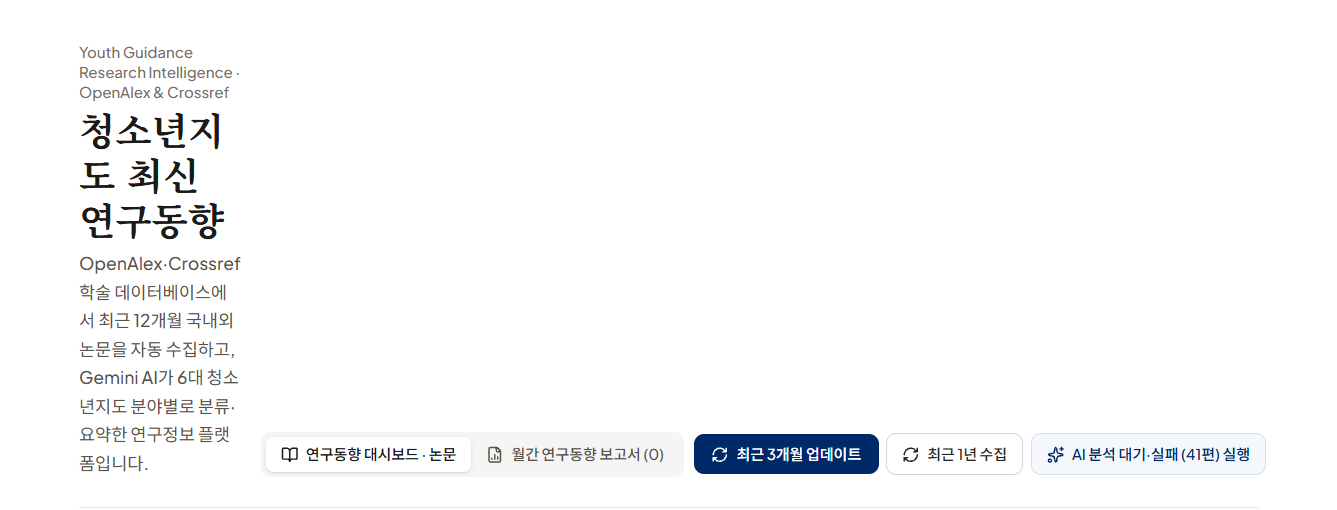 Youth Guidance
Research Intelligence ·
OpenAlex & Crossref
청소년지
도 최신
연구동향
OpenAlex·Crossref
학술 데이터베이스에
서 최근 12개월 국내외
논문을 자동 수집하고,
Gemini AI가 6대 청소
년지도 분야별로 분류·
요약한 연구정보 플랫
폼입니다.
연구동향 대시보드 · 논문
월간 연구동향 보고서 (0)
최근 3개월 업데이트
최근 1년 수집
AI 분석 대기·실패 (41편) 실행